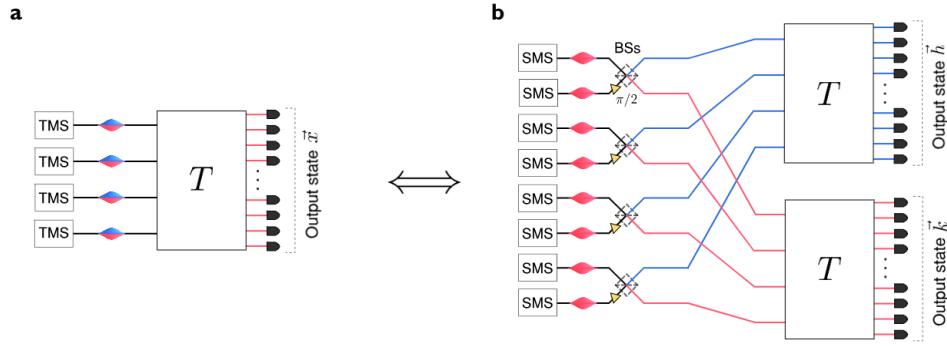 a
TMS
TMS
TMS
TMS
T
Output state x⃗
b
BSs
SMS
SMS
π/2
SMS
SMS
SMS
SMS
SMS
SMS
T
Output state h⃗
T
Output state k⃗